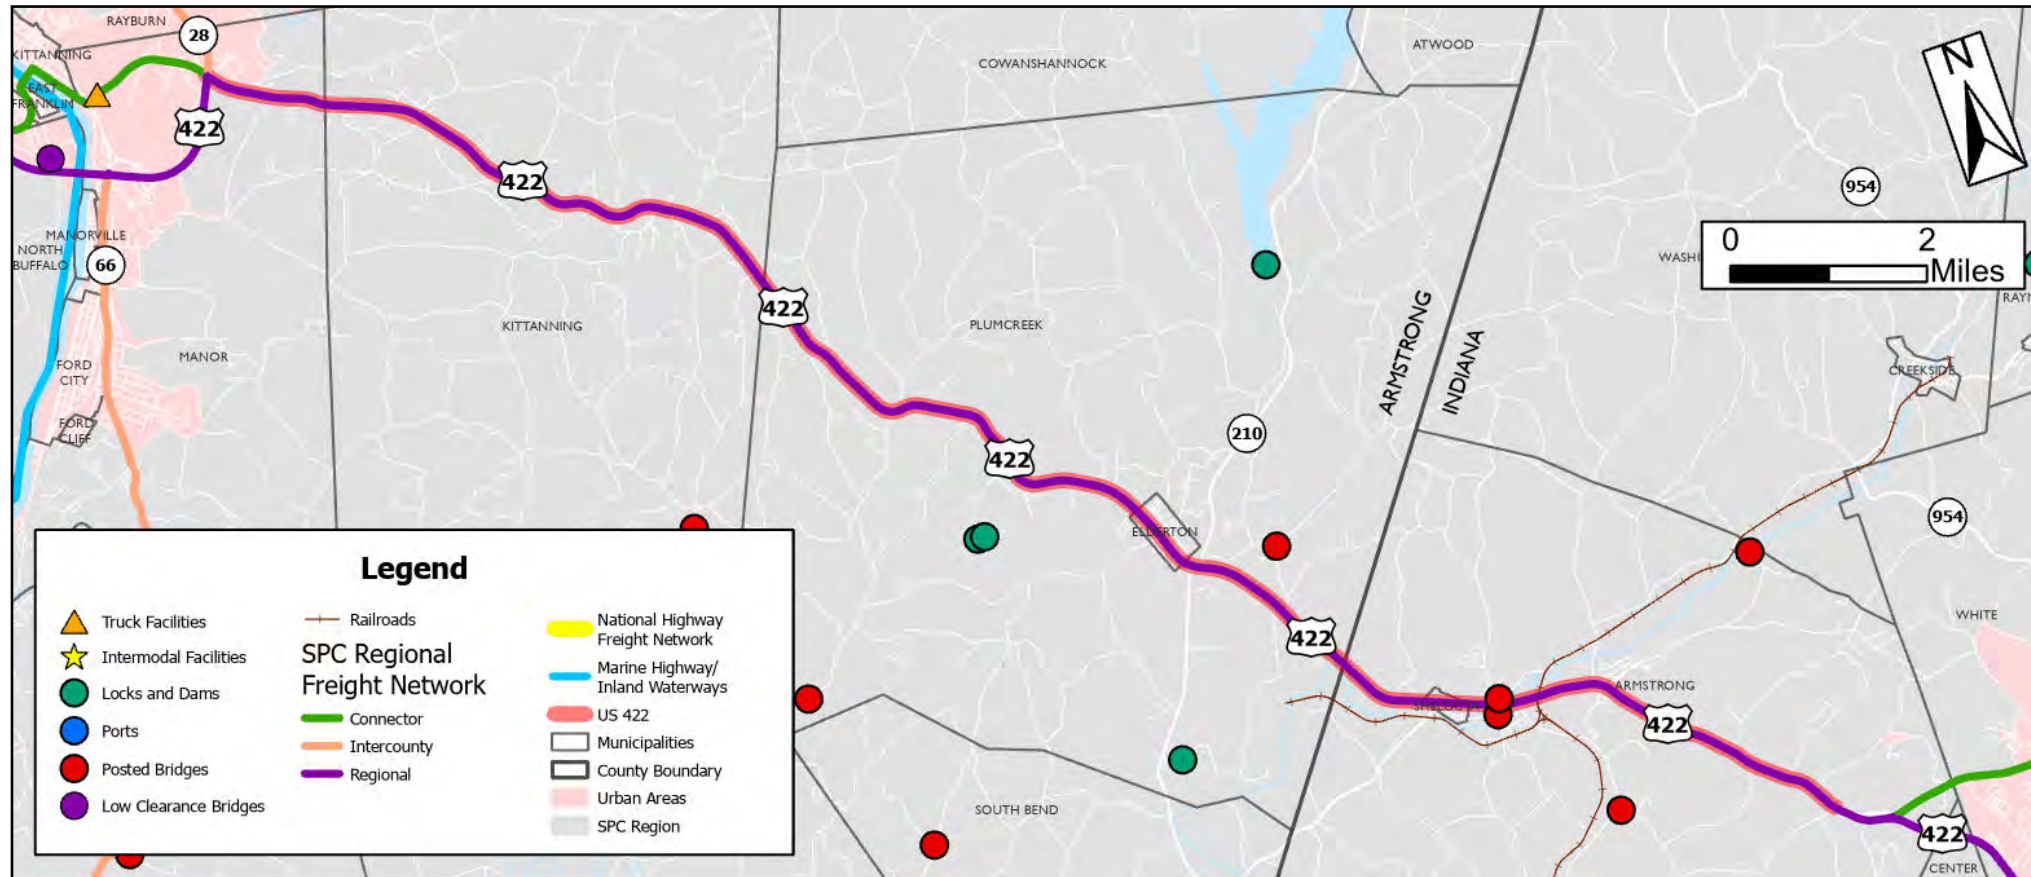 RAYBURN
28
KITTANNING
EAST
FRANKLIN
422
COWANSHANNOCK
ATWOOD
N
422
954
0 2
Miles
MANORVILLE
NORTH
BUFFALO
66
422
KITTANNING
PLUMCREEK
MANOR
FORD
CITY
FORD
CLIFF
ARMSTRONG
INDIANA
CREEKSIDE
210
422
954
ELDERTON
422
WHITE
ARMSTRONG
422
SOUTH BEND
422
CENTER
Legend
Truck Facilities
Intermodal Facilities
Locks and Dams
Ports
Posted Bridges
Low Clearance Bridges
Railroads
SPC Regional
Freight Network
Connector
Intercounty
Regional
National Highway
Freight Network
Marine Highway/
Inland Waterways
US 422
Municipalities
County Boundary
Urban Areas
SPC Region